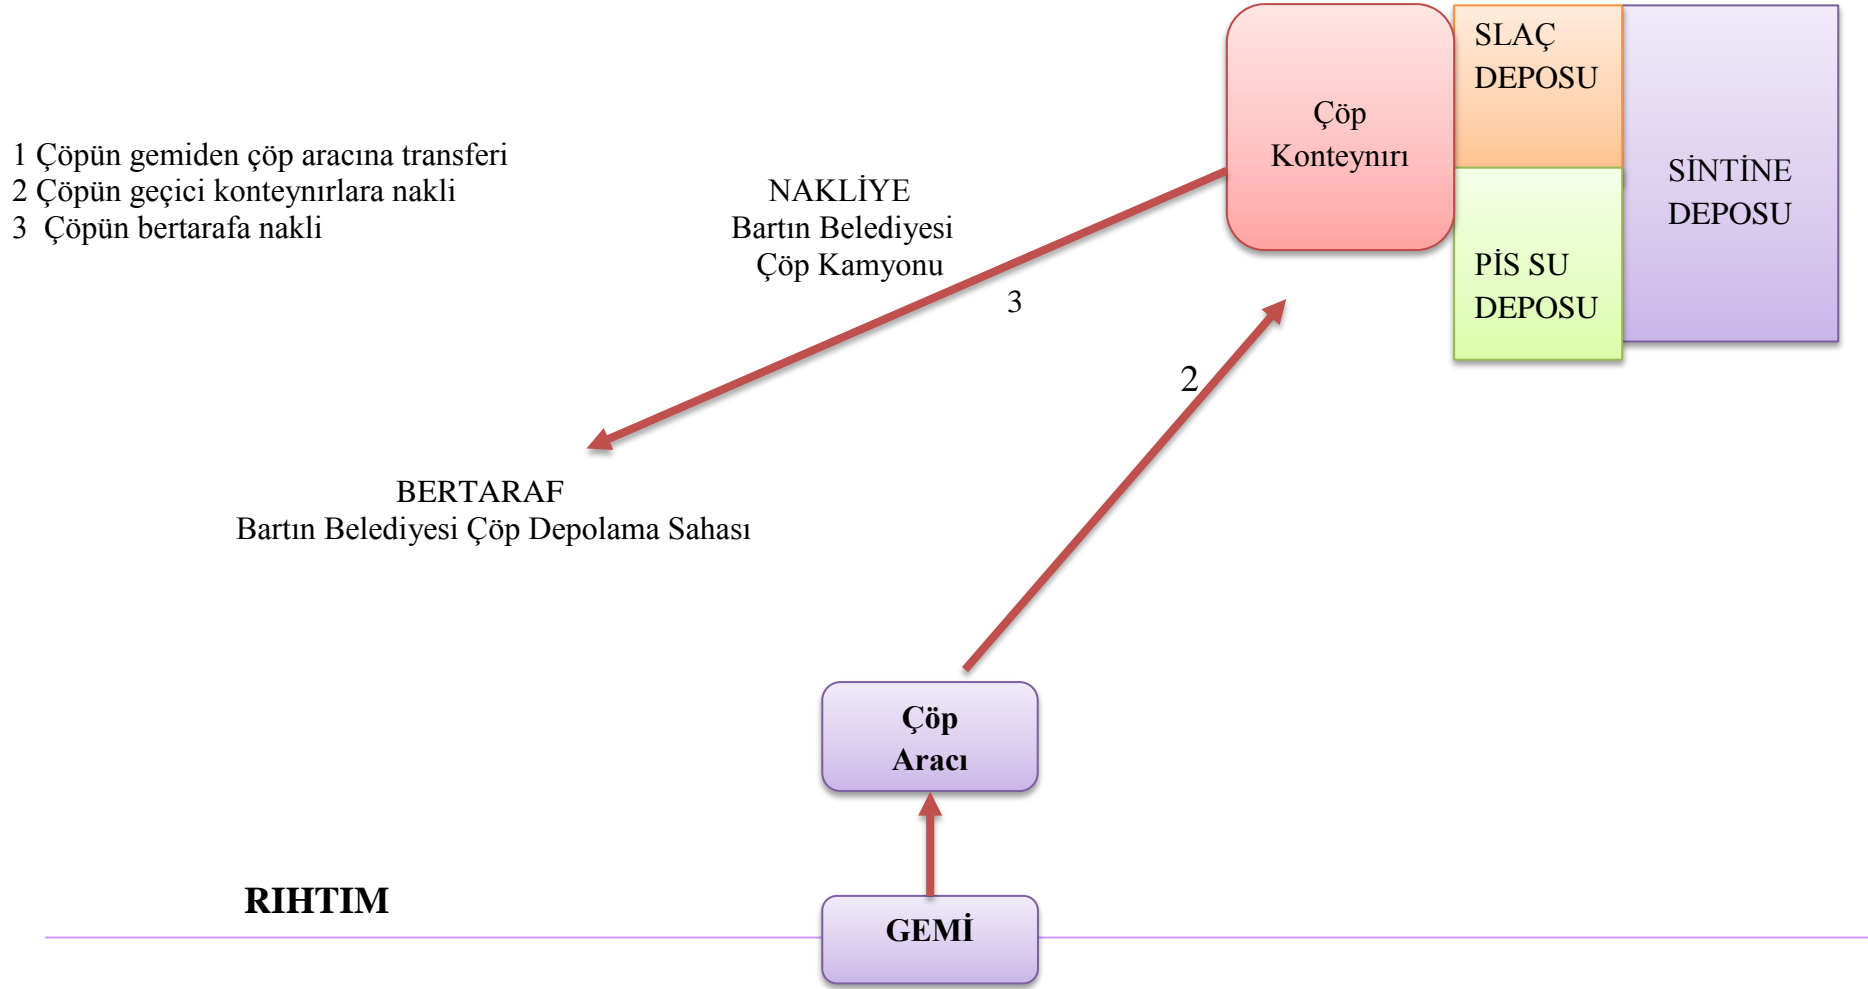 1 Çöpün gemiden çöp aracına transferi
2 Çöpün geçici konteynırlara nakli
3 Çöpün bertarafa nakli
NAKLİYE
Bartın Belediyesi
Çöp Kamyonu
3
Çöp
Konteynırı
SLAÇ
DEPOSU
PİS SU
DEPOSU
SİNTİNE
DEPOSU
2
BERTARAF
Bartın Belediyesi Çöp Depolama Sahası
Çöp
Aracı
RIHTIM
GEMİ